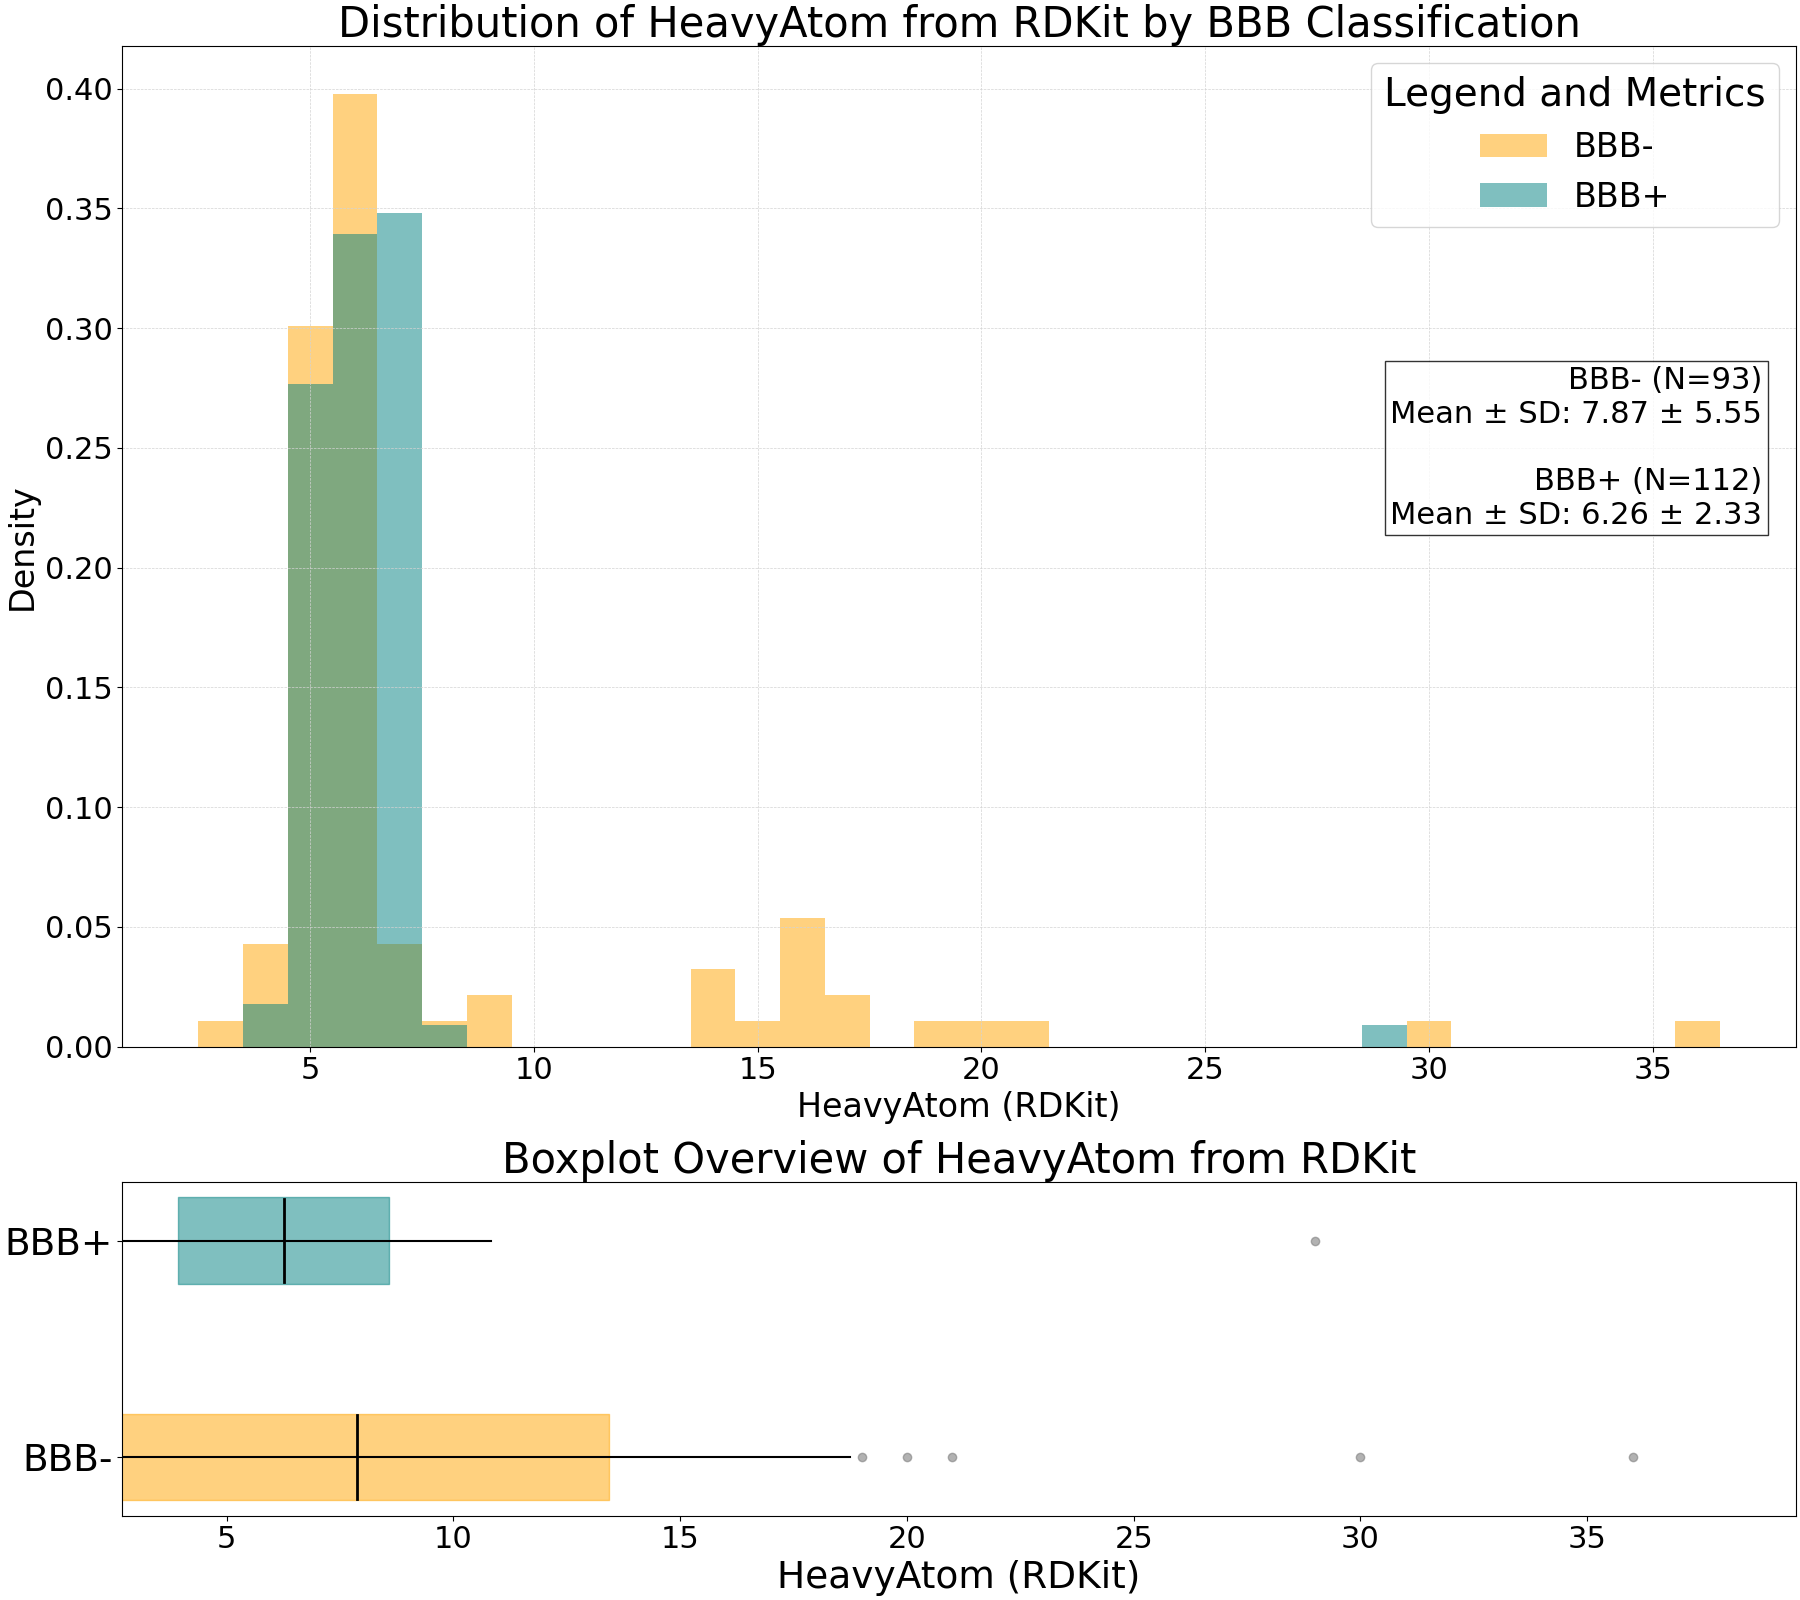 Distribution of HeavyAtom from RDKit by BBB Classification
Legend and Metrics
BBB-
BBB+
BBB- (N=93)
Mean ± SD: 7.87 ± 5.55
BBB+ (N=112)
Mean ± SD: 6.26 ± 2.33
Density
0.40
0.35
0.30
0.25
0.20
0.15
0.10
0.05
0.00
5 10 15 20 25 30 35
HeavyAtom (RDKit)
Boxplot Overview of HeavyAtom from RDKit
BBB+
BBB-
5 10 15 20 25 30 35
HeavyAtom (RDKit)